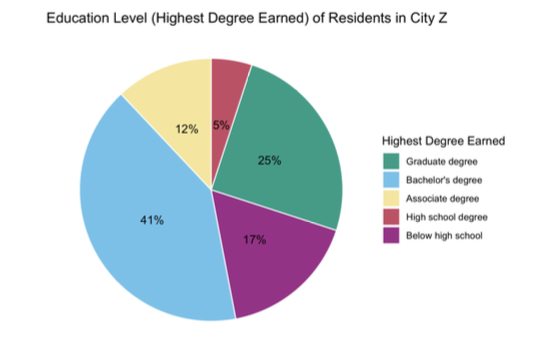 Education Level (Highest Degree Earned) of Residents in City Z
12%
5%
25%
41%
17%
Highest Degree Earned
Graduate degree
Bachelor's degree
Associate degree
High school degree
Below high school